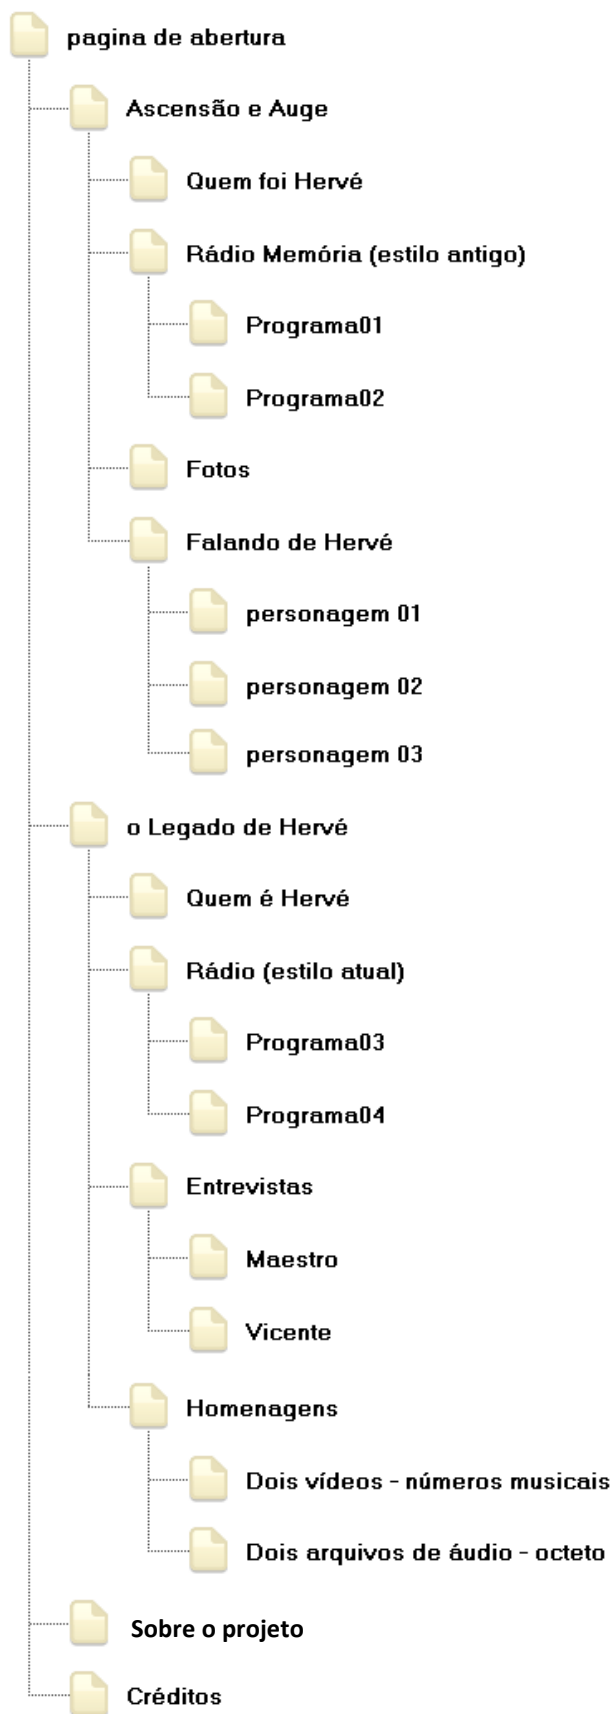 pagina de abertura
Ascensão e Auge
Quem foi Hervé
Rádio Memória (estilo antigo)
Programa01
Programa02
Fotos
Falando de Hervé
personagem 01
personagem 02
personagem 03
o Legado de Hervé
Quem é Hervé
Rádio (estilo atual)
Programa03
Programa04
Entrevistas
Maestro
Vicente
Homenagens
Dois vídeos - números musicais
Dois arquivos de áudio - octeto
Sobre o projeto
Créditos